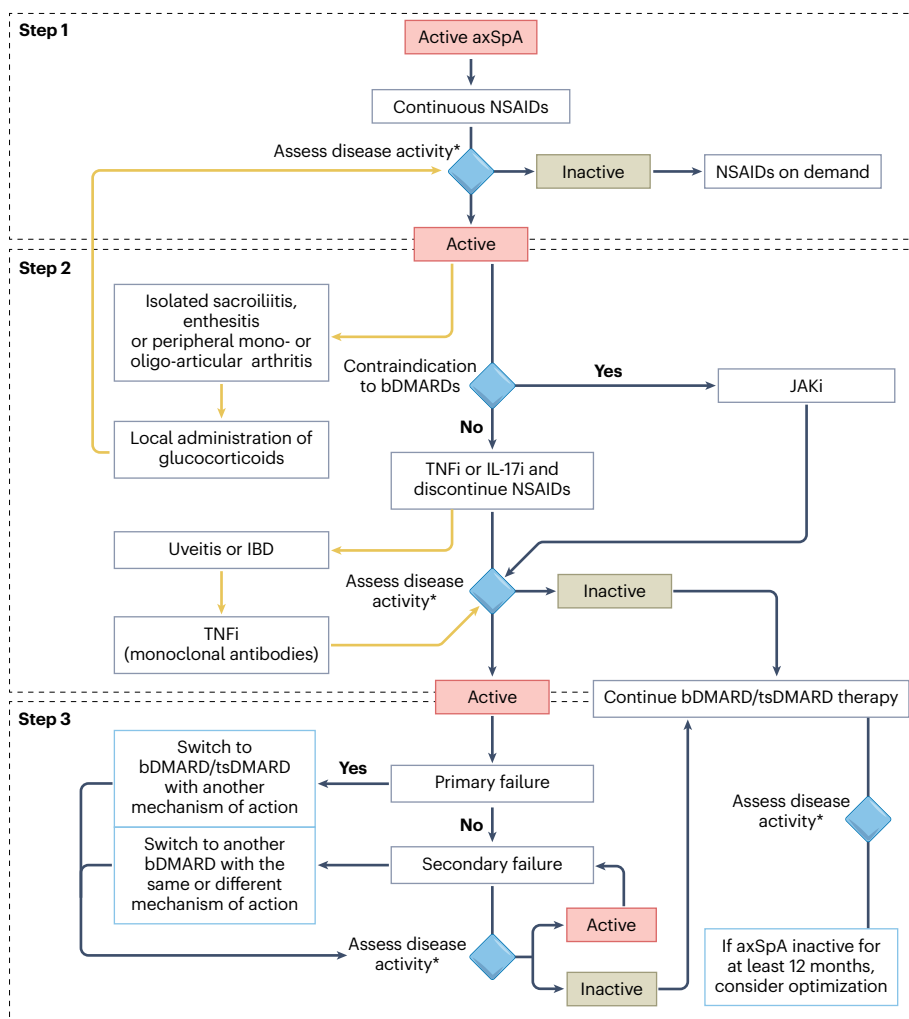 Step 1
Active axSpA
Continuous NSAIDs
Assess disease activity*
Inactive
NSAIDs on demand
Active
Step 2
Isolated sacroiliitis,
enthesitis
or peripheral mono- or
oligo-articular arthritis
Contraindication
to bDMARDs
Yes
JAKi
No
Local administration of
glucocorticoids
TNFi or IL-17i and
discontinue NSAIDs
Uveitis or IBD
Assess disease
activity*
Inactive
TNFi
(monoclonal antibodies)
Active
Continue bDMARD/tsDMARD therapy
Step 3
Switch to
bDMARD/tsDMARD
with another
mechanism of action
Yes
Primary failure
No
Assess disease
activity*
Switch to another
bDMARD with the
same or different
mechanism of action
Secondary failure
Active
Assess disease
activity*
Inactive
If axSpA inactive for
at least 12 months,
consider optimization